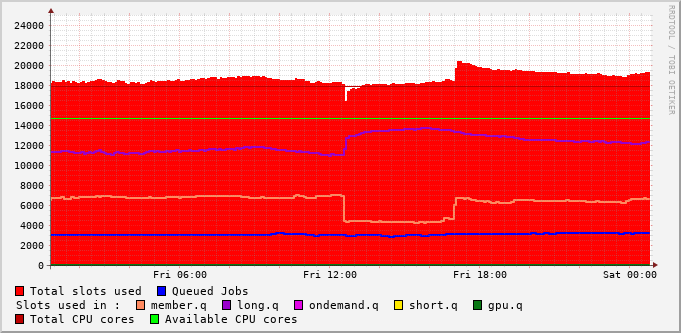 RRDTOOL / TOBI OETIKER
24000
22000
20000
18000
16000
14000
12000
10000
8000
6000
4000
2000
0
Fri 06:00 Fri 12:00 Fri 18:00 Sat 00:00
Total slots used Queued Jobs
Slots used in : member.q long.q ondemand.q short.q gpu.q
Total CPU cores Available CPU cores